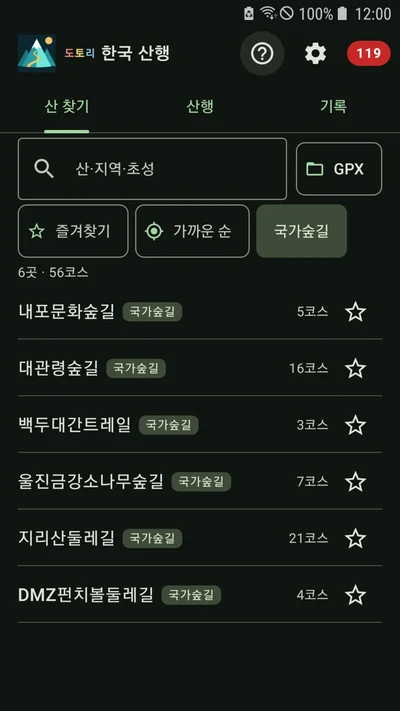 100% 12:00
도토리 한국 산행 119
산 찾기 산행 기록
산·지역·초성 GPX
즐겨찾기 가까운 순 국가숲길
6곳 · 56코스
내포문화숲길 국가숲길 5코스
대관령숲길 국가숲길 16코스
백두대간트레일 국가숲길 3코스
울진금강소나무숲길 국가숲길 7코스
지리산둘레길 국가숲길 21코스
DMZ펀치볼둘레길 국가숲길 4코스